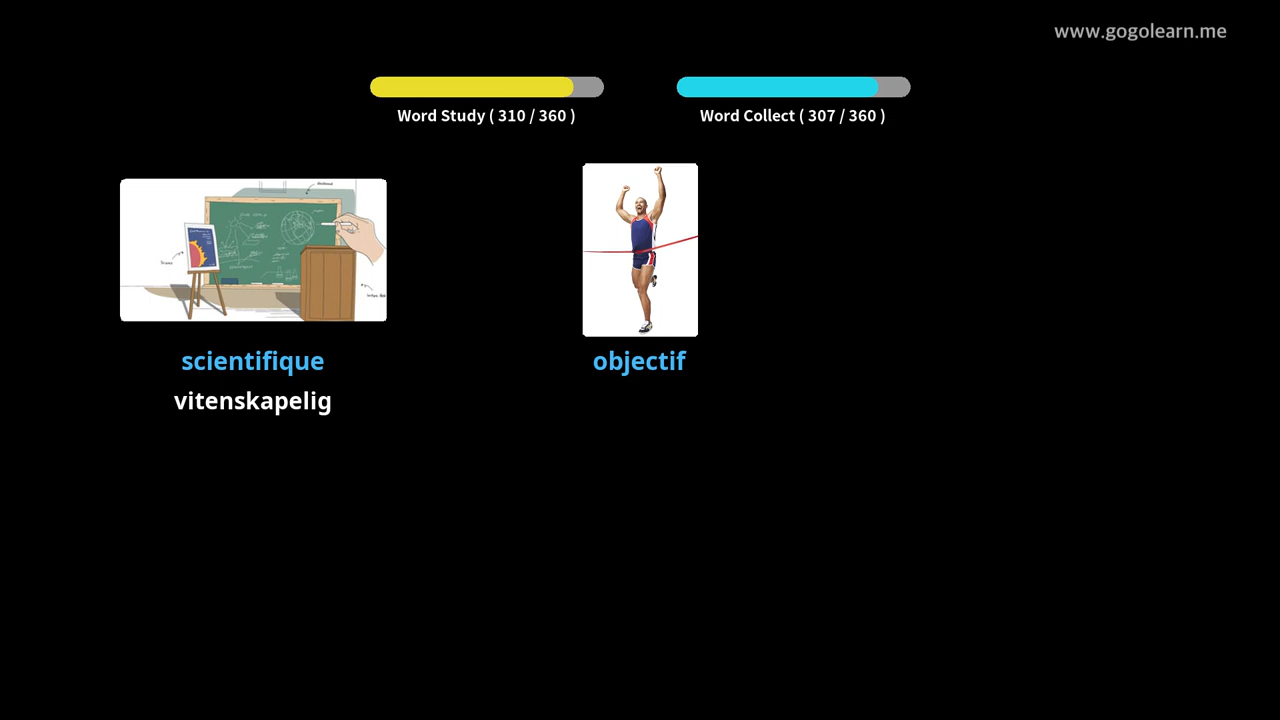 www.gogolearn.me
Word Study ( 310 / 360 )
Word Collect ( 307 / 360 )
scientifique
vitenskapelig
objectif